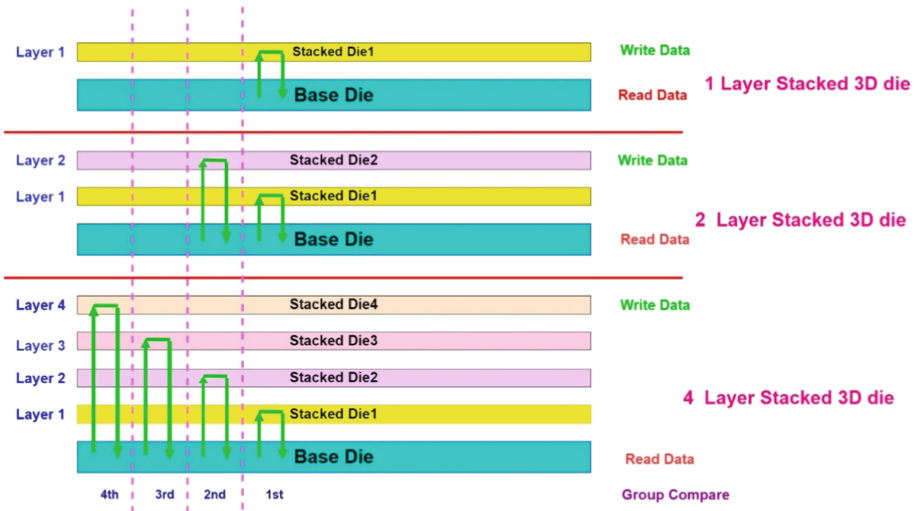 Layer 1 Stacked Die1 Write Data
Base Die Read Data 1 Layer Stacked 3D die
Layer 2 Stacked Die2 Write Data
Layer 1 Stacked Die1
2 Layer Stacked 3D die
Base Die Read Data
Layer 4 Stacked Die4 Write Data
Layer 3 Stacked Die3
Layer 2 Stacked Die2
Layer 1 Stacked Die1 4 Layer Stacked 3D die
Base Die Read Data
4th 3rd 2nd 1st Group Compare